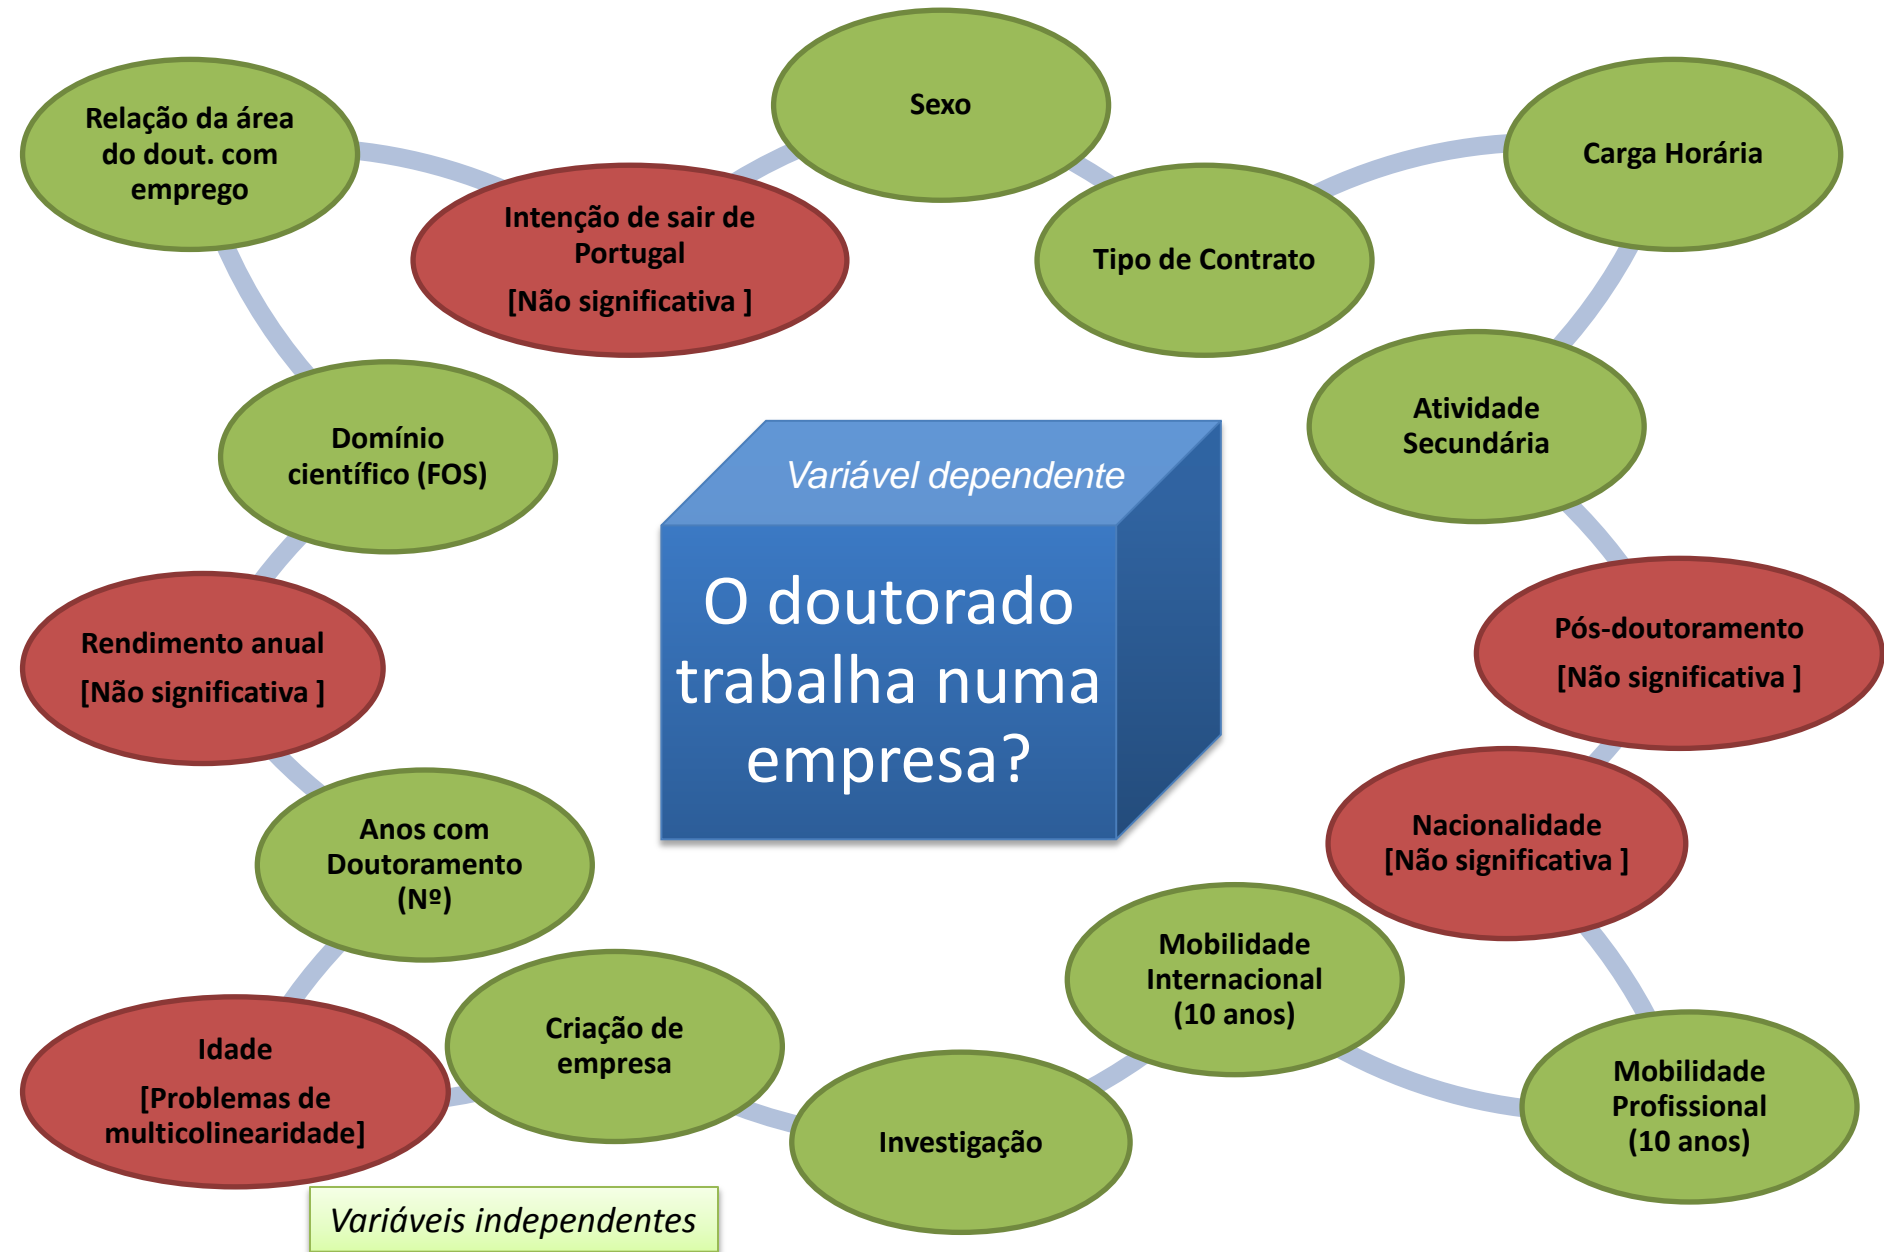 Sexo
Relação da área
do dout. com
emprego
Carga Horária
Intenção de sair de
Portugal
[Não significativa ]
Tipo de Contrato
Atividade
Secundária
Domínio
científico (FOS)
Variável dependente
O doutorado
trabalha numa
empresa?
Rendimento anual
[Não significativa ]
Pós-doutoramento
[Não significativa ]
Anos com
Doutoramento
(Nº)
Nacionalidade
[Não significativa ]
Mobilidade
Internacional
(10 anos)
Criação de
empresa
Idade
[Problemas de
multicolinearidade]
Investigação
Mobilidade
Profissional
(10 anos)
Variáveis independentes